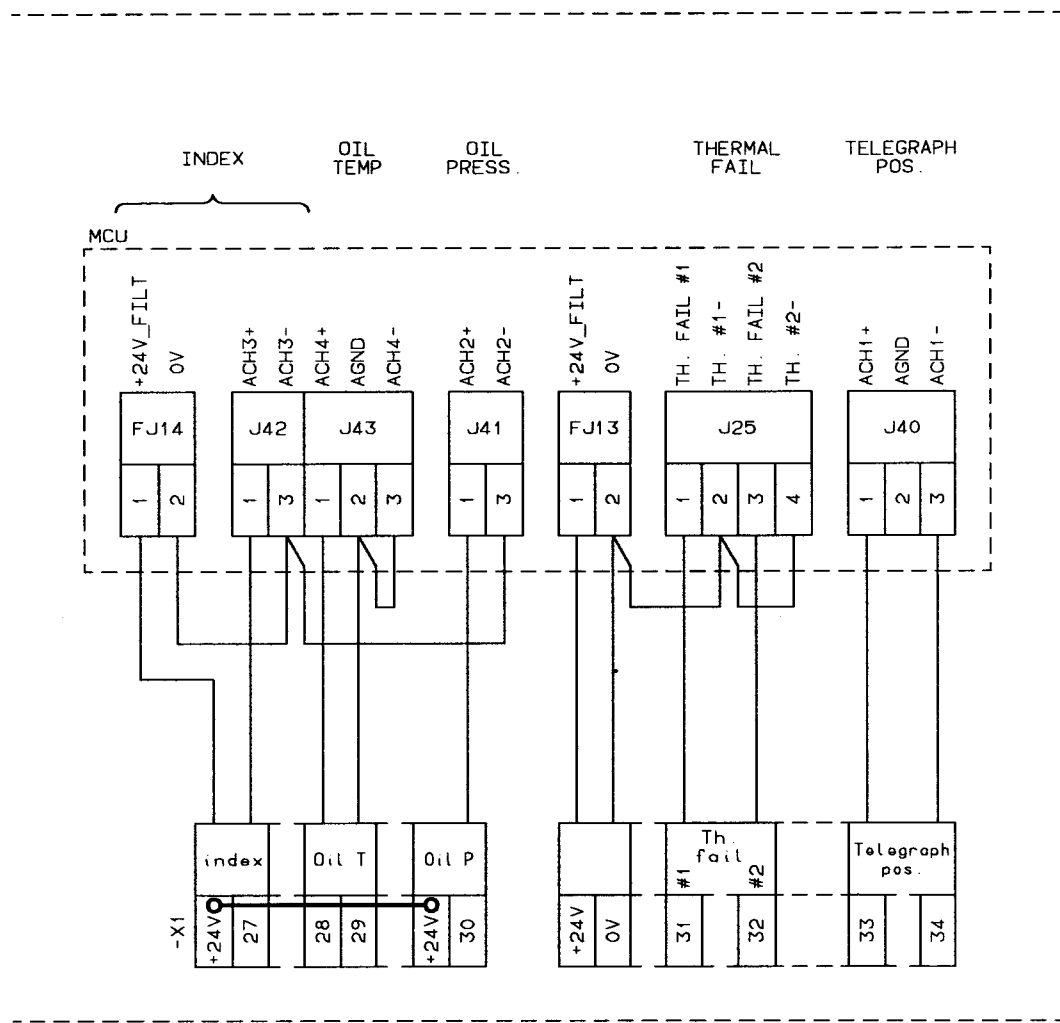 INDEX
OIL
TEMP
OIL
PRESS.
THERMAL
FAIL
TELEGRAPH
POS.
MCU
+24V_FILT
0V
ACH3+
ACH3-
ACH4+
AGND
ACH4-
ACH2+
ACH2-
+24V_FILT
0V
TH. FAIL #1
TH. #1-
TH. FAIL #2
TH. #2-
ACH1+
AGND
ACH1-
FJ14
J42
J43
J41
FJ13
J25
J40
1 2 1 3 1 2 3 1 3 1 2 1 2 3 4 1 2 3
index
Oil T
Oil P
Th.
fail
#1 #2
Telegraph
pos.
-X1
+24V 27 28 29 +24V 30 +24V 0V 31 32 33 34